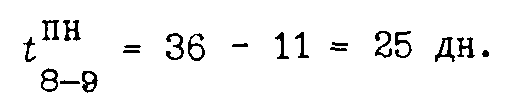 t^ПН_8–9 = 36 - 11 = 25 дн.